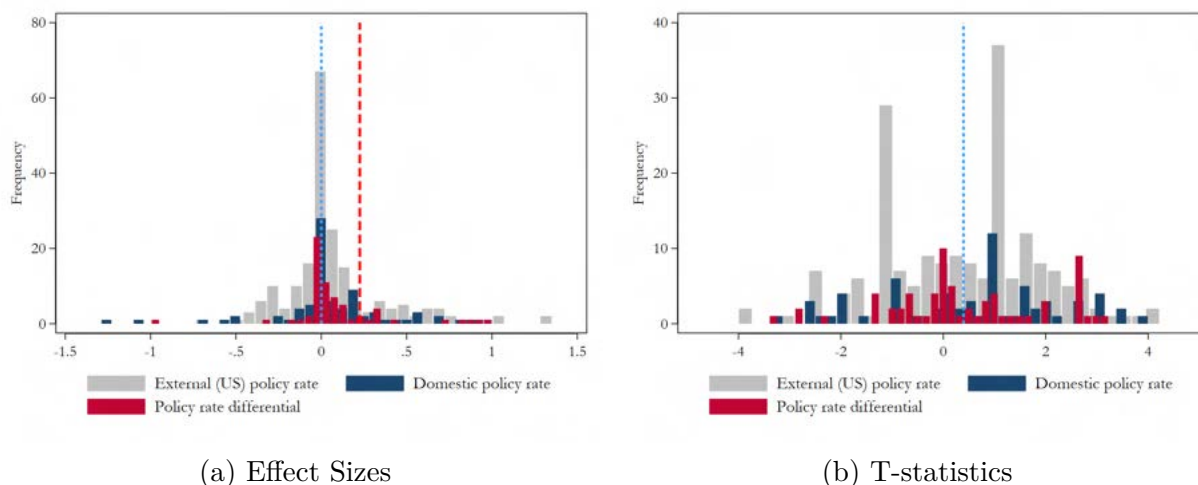 80
60
40
20
0
Frequency
-1.5
-1
-.5
0
.5
1
1.5
External (US) policy rate
Domestic policy rate
Policy rate differential
(a) Effect Sizes
40
30
20
10
0
Frequency
-4
-2
0
2
4
External (US) policy rate
Domestic policy rate
Policy rate differential
(b) T-statistics